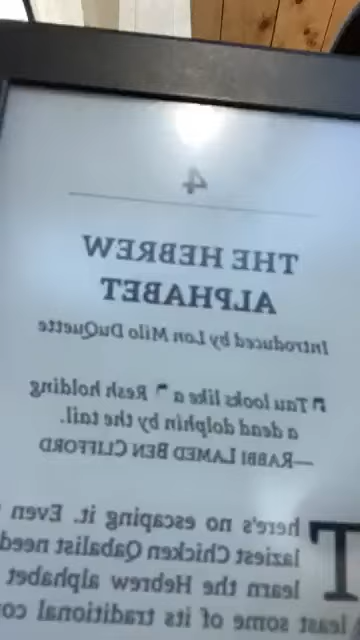 4
THE HEBREW
ALPHABET
Introduced by Lon Milo DuQuette
ת Tau looks like a ר Resh holding
a dead dolphin by the tail.
—RABBI LAMED BEN CLIFFORD
There's no escaping it. Even
laziest Chicken Qabalist need
learn the Hebrew alphabet
least some of its traditional